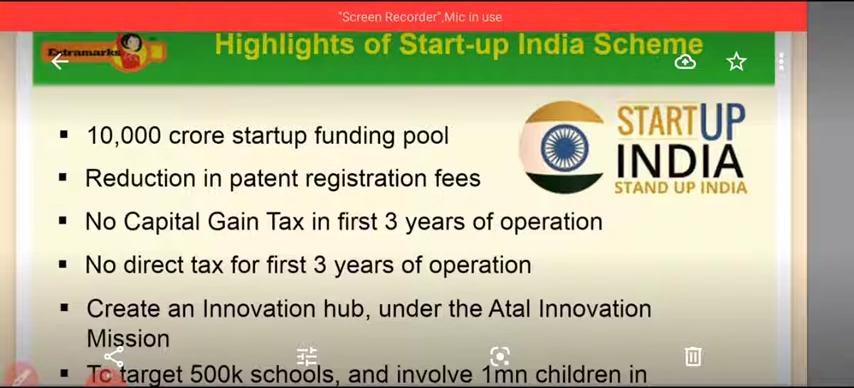 "Screen Recorder",Mic in use
Extramarks
Highlights of Start-up India Scheme
STARTUP
INDIA
STAND UP INDIA
10,000 crore startup funding pool
Reduction in patent registration fees
No Capital Gain Tax in first 3 years of operation
No direct tax for first 3 years of operation
Create an Innovation hub, under the Atal Innovation
Mission
To target 500k schools, and involve 1mn children in